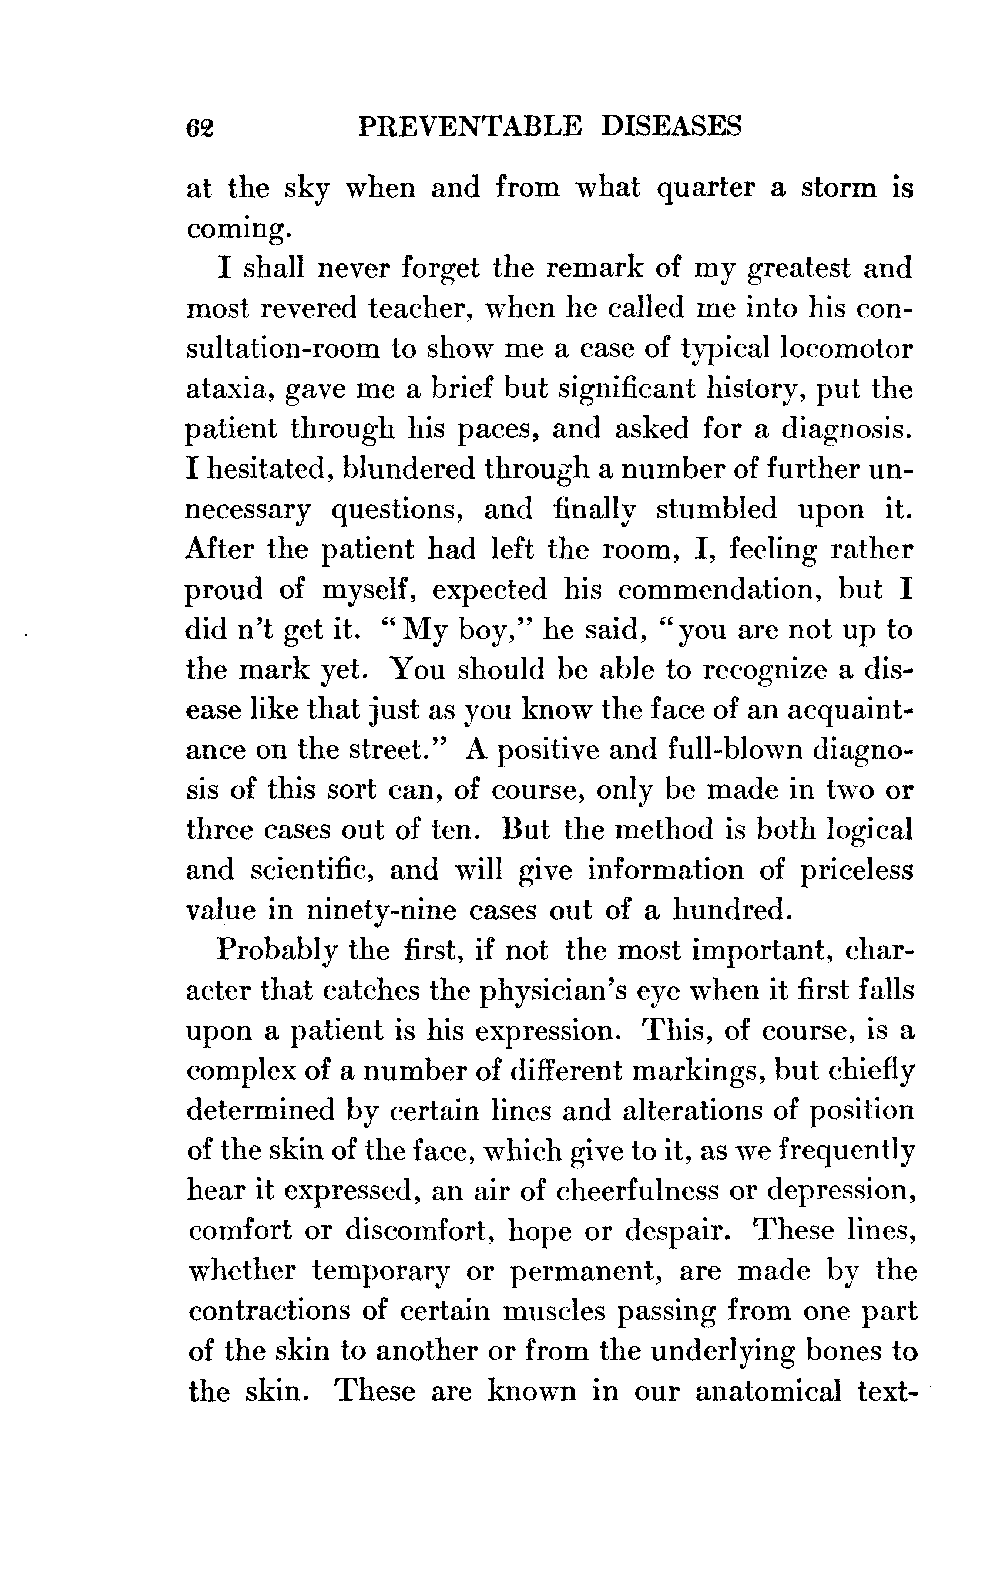 62 PREVENTABLE DISEASES
at the sky when and from what quarter a storm is
coming.
I shall never forget the remark of my greatest and
most revered teacher, when he called me into his con-
sultation-room to show me a case of typical locomotor
ataxia, gave me a brief but significant history, put the
patient through his paces, and asked for a diagnosis.
I hesitated, blundered through a number of further un-
necessary questions, and finally stumbled upon it.
After the patient had left the room, I, feeling rather
proud of myself, expected his commendation, but I
did n't get it. “My boy,” he said, “you are not up to
the mark yet. You should be able to recognize a dis-
ease like that just as you know the face of an acquaint-
ance on the street.” A positive and full-blown diagno-
sis of this sort can, of course, only be made in two or
three cases out of ten. But the method is both logical
and scientific, and will give information of priceless
value in ninety-nine cases out of a hundred.
Probably the first, if not the most important, char-
acter that catches the physician's eye when it first falls
upon a patient is his expression. This, of course, is a
complex of a number of different markings, but chiefly
determined by certain lines and alterations of position
of the skin of the face, which give to it, as we frequently
hear it expressed, an air of cheerfulness or depression,
comfort or discomfort, hope or despair. These lines,
whether temporary or permanent, are made by the
contractions of certain muscles passing from one part
of the skin to another or from the underlying bones to
the skin. These are known in our anatomical text-